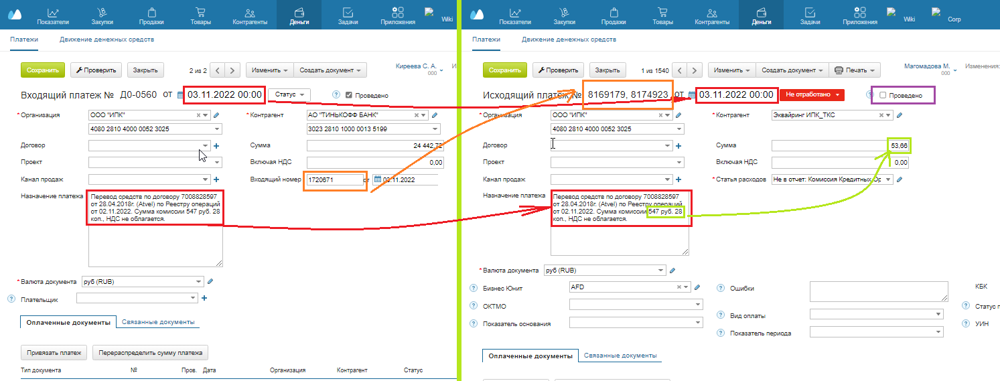 Показатели
Закупки
Продажи
Товары
Контрагенты
Деньги
Задачи
Приложения
Wiki
Платежи
Движение денежных средств
Сохранить
Проверить
Закрыть
2 из 2
Изменить
Создать документ
Киреева С. А.
000
Входящий платеж № Д0-0560 от 03.11.2022 00:00
Статус
Проведено
* Организация
ООО "ИПК"
4080 2810 4000 0052 3025
* Контрагент
АО "ТИНЬКОФФ БАНК"
3023 2810 1000 0013 5199
Договор
Сумма
24 442,72
Проект
Включая НДС
0,00
Канал продаж
Входящий номер
1720671
от
03.11.2022
Назначение платежа
Перевод средств по договору 7008828597
от 28.04.2018г. (Atvel) по Реестру операций
от 02.11.2022. Сумма комиссии 547 руб. 28
коп., НДС не облагается.
* Валюта документа
руб (RUB)
Плательщик
Оплаченные документы
Связанные документы
Привязать платеж
Перераспределить сумму платежа
Тип документа
№
Пров.
Дата
Организация
Контрагент
Статус
Показатели
Закупки
Продажи
Товары
Контрагенты
Деньги
Задачи
Приложения
Wiki
Corp
Платежи
Движение денежных средств
Сохранить
Проверить
Закрыть
1 из 1540
Изменить
Создать документ
Печать
Магомадова М.
000
Изменения:
Исходящий платеж № 8169179, 8174923 от 03.11.2022 00:00
Не отработано
Проведено
* Организация
ООО "ИПК"
4080 2810 4000 0052 3025
* Контрагент
Эквайринг ИПК_ТКС
Договор
Сумма
53,66
Проект
Включая НДС
0,00
Канал продаж
* Статья расходов
Не в отчет: Комиссия Кредитных Ор
Назначение платежа
Перевод средств по договору 7008828597
от 28.04.2018г. (Atvel) по Реестру операций
от 02.11.2022. Сумма комиссии 547 руб. 28
коп., НДС не облагается.
* Валюта документа
руб (RUB)
Бизнес Юнит
AFD
Ошибки
КБК
ОКТМО
Вид оплаты
Статус п
Показатель основания
Показатель периода
УИН
Оплаченные документы
Связанные документы